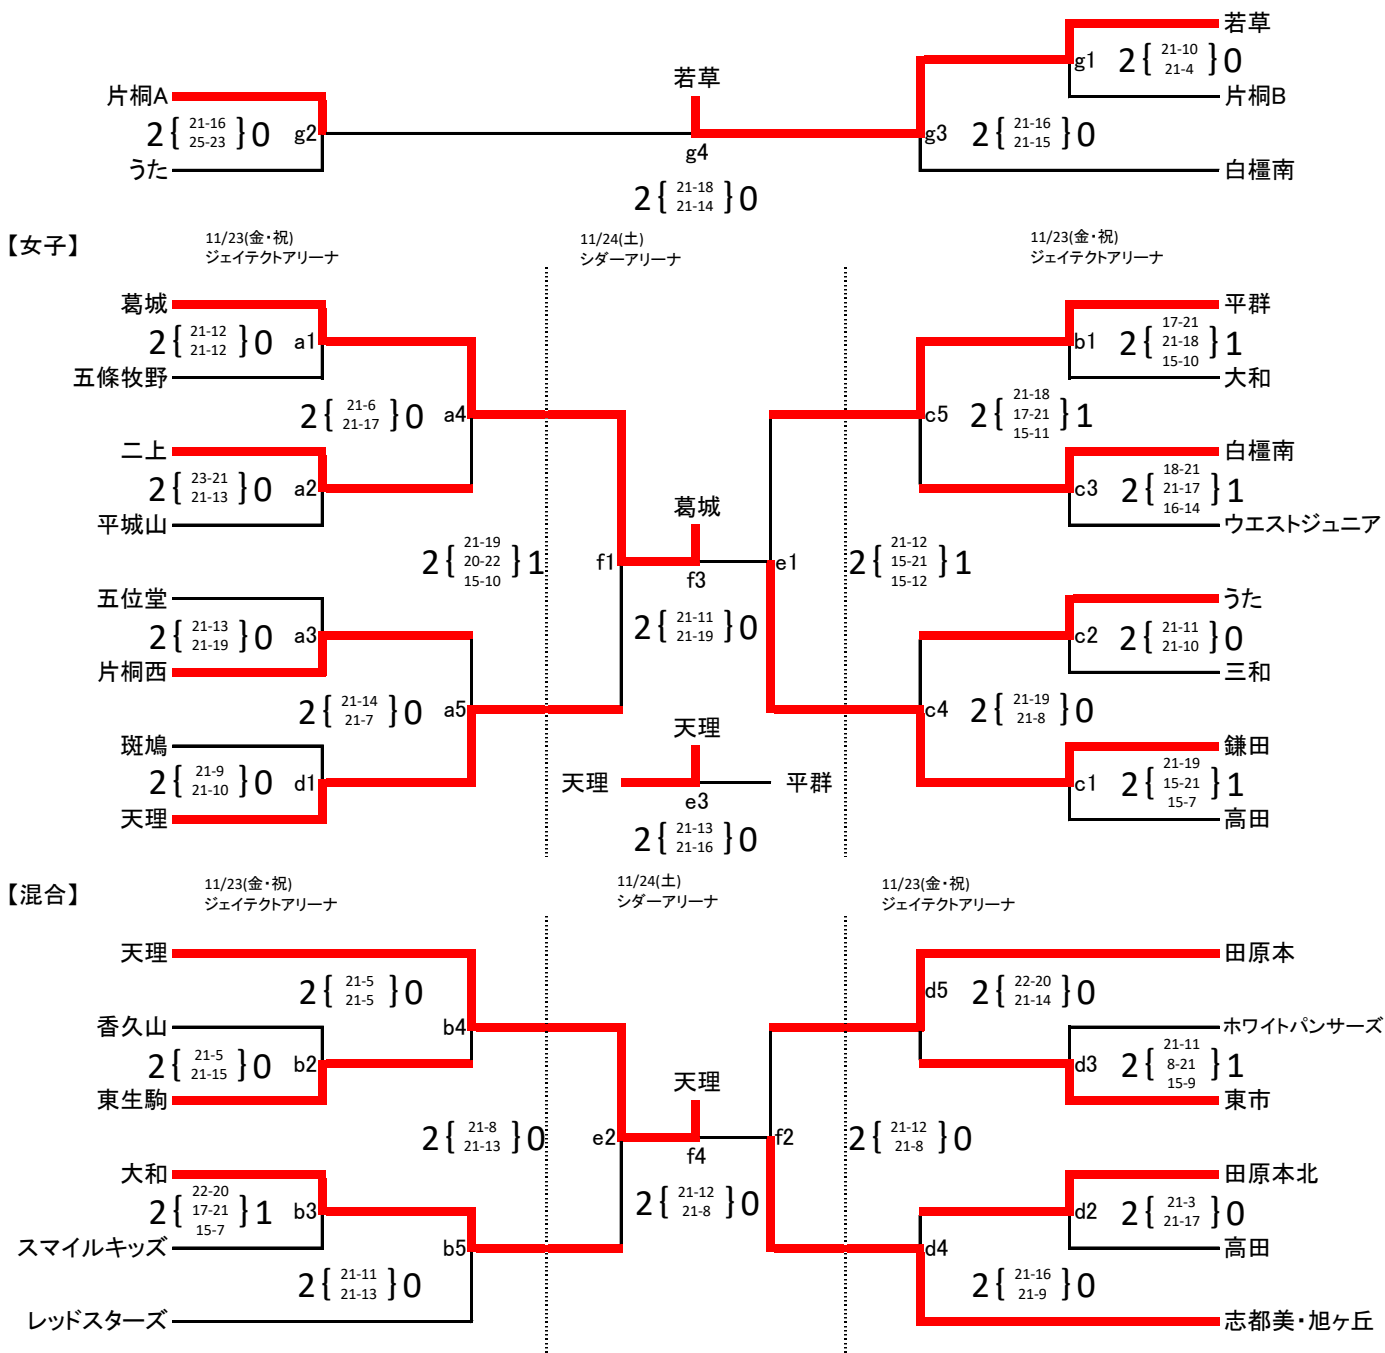 若草
2 { 21-10 } 0
21-4
g1
片桐B
若草
片桐A
2 { 21-16 } 0
25-23
g2
うた
g4
2 { 21-18 } 0
21-14
g3
2 { 21-16 } 0
21-15
白橿南
【女子】
11/23(金・祝)
ジェイテクトアリーナ
11/24(土)
シダーアリーナ
11/23(金・祝)
ジェイテクトアリーナ
葛城
2 { 21-12 } 0
21-12
a1
五條牧野
2 { 21-6 } 0
21-17
a4
二上
2 { 23-21 } 0
21-13
a2
平城山
2 { 21-19 } 1
20-22
15-10
f1
五位堂
2 { 21-13 } 0
21-19
a3
片桐西
2 { 21-14 } 0
21-7
a5
斑鳩
2 { 21-9 } 0
21-10
d1
天理
葛城
f3
2 { 21-11 } 0
21-19
天理
天理
平群
e3
2 { 21-13 } 0
21-16
平群
b1
2 { 17-21 } 1
21-18
15-10
大和
c5
2 { 21-18 } 1
17-21
15-11
白橿南
c3
2 { 18-21 } 1
21-17
16-14
ウエストジュニア
e1
2 { 21-12 } 1
15-21
15-12
うた
c2
2 { 21-11 } 0
21-10
三和
c4
2 { 21-19 } 0
21-8
鎌田
c1
2 { 21-19 } 1
15-21
15-7
高田
【混合】
11/23(金・祝)
ジェイテクトアリーナ
11/24(土)
シダーアリーナ
11/23(金・祝)
ジェイテクトアリーナ
天理
2 { 21-5 } 0
21-5
b4
香久山
2 { 21-5 } 0
21-15
b2
東生駒
2 { 21-8 } 0
21-13
e2
大和
2 { 22-20 } 1
17-21
15-7
b3
スマイルキッズ
b5
2 { 21-11 } 0
21-13
レッドスターズ
天理
f4
2 { 21-12 } 0
21-8
田原本
d5
2 { 22-20 } 0
21-14
ホワイトパンサーズ
d3
2 { 21-11 } 1
8-21
15-9
東市
f2
2 { 21-12 } 0
21-8
田原本北
d2
2 { 21-3 } 0
21-17
高田
d4
2 { 21-16 } 0
21-9
志都美・旭ヶ丘